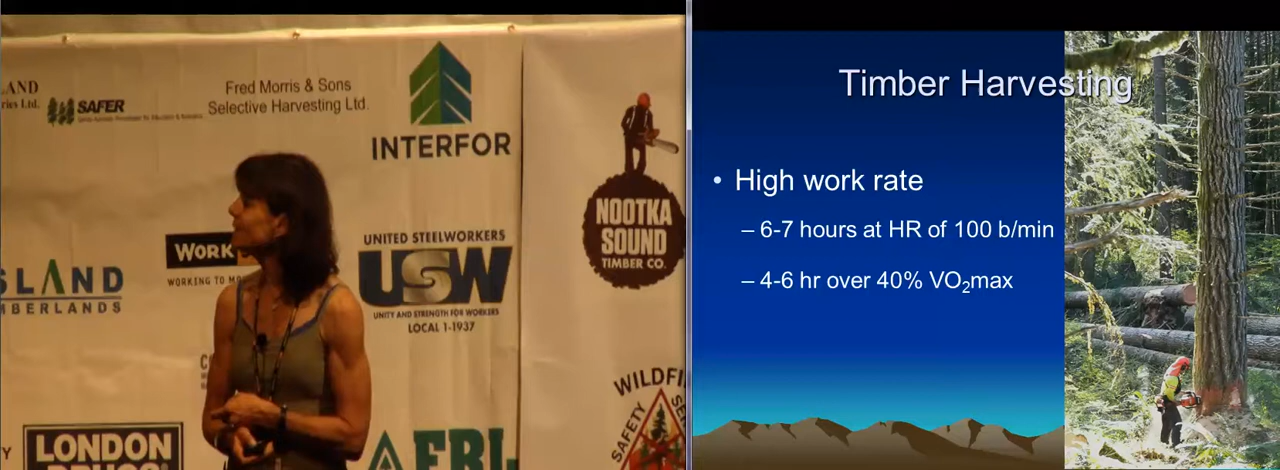 LAND
ries Ltd.
SAFER
Fred Morris & Sons
Selective Harvesting Ltd.
INTERFOR
NOOTKA
SOUND
TIMBER CO.
WORK
WORKING TO
UNITED STEELWORKERS
USW
UNITY AND STRENGTH FOR WORKERS
LOCAL 1-1937
SLAND
MBERLANDS
WILDFI
SAFETY
LONDON
Timber Harvesting
• High work rate
– 6-7 hours at HR of 100 b/min
– 4-6 hr over 40% VO2max